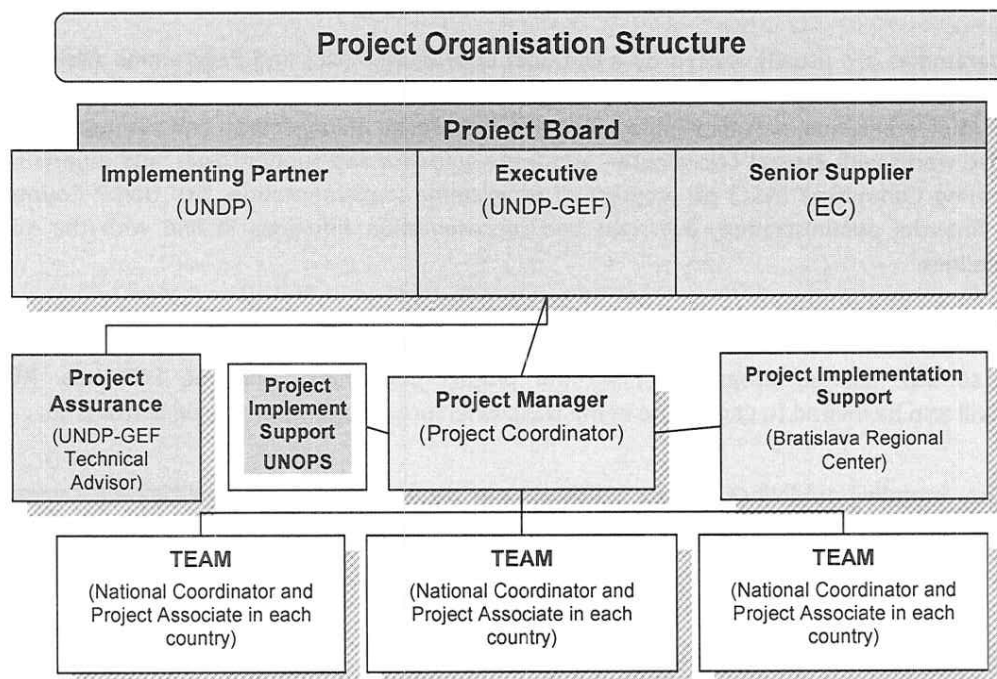 Project Organisation Structure
Project Board
Implementing Partner
(UNDP)
Executive
(UNDP-GEF)
Senior Supplier
(EC)
Project
Assurance
(UNDP-GEF
Technical
Advisor)
Project
Implement
Support
UNOPS
Project Manager
(Project Coordinator)
Project Implementation
Support
(Bratislava Regional
Center)
TEAM
(National Coordinator and
Project Associate in each
country)
TEAM
(National Coordinator and
Project Associate in each
country)
TEAM
(National Coordinator and
Project Associate in each
country)